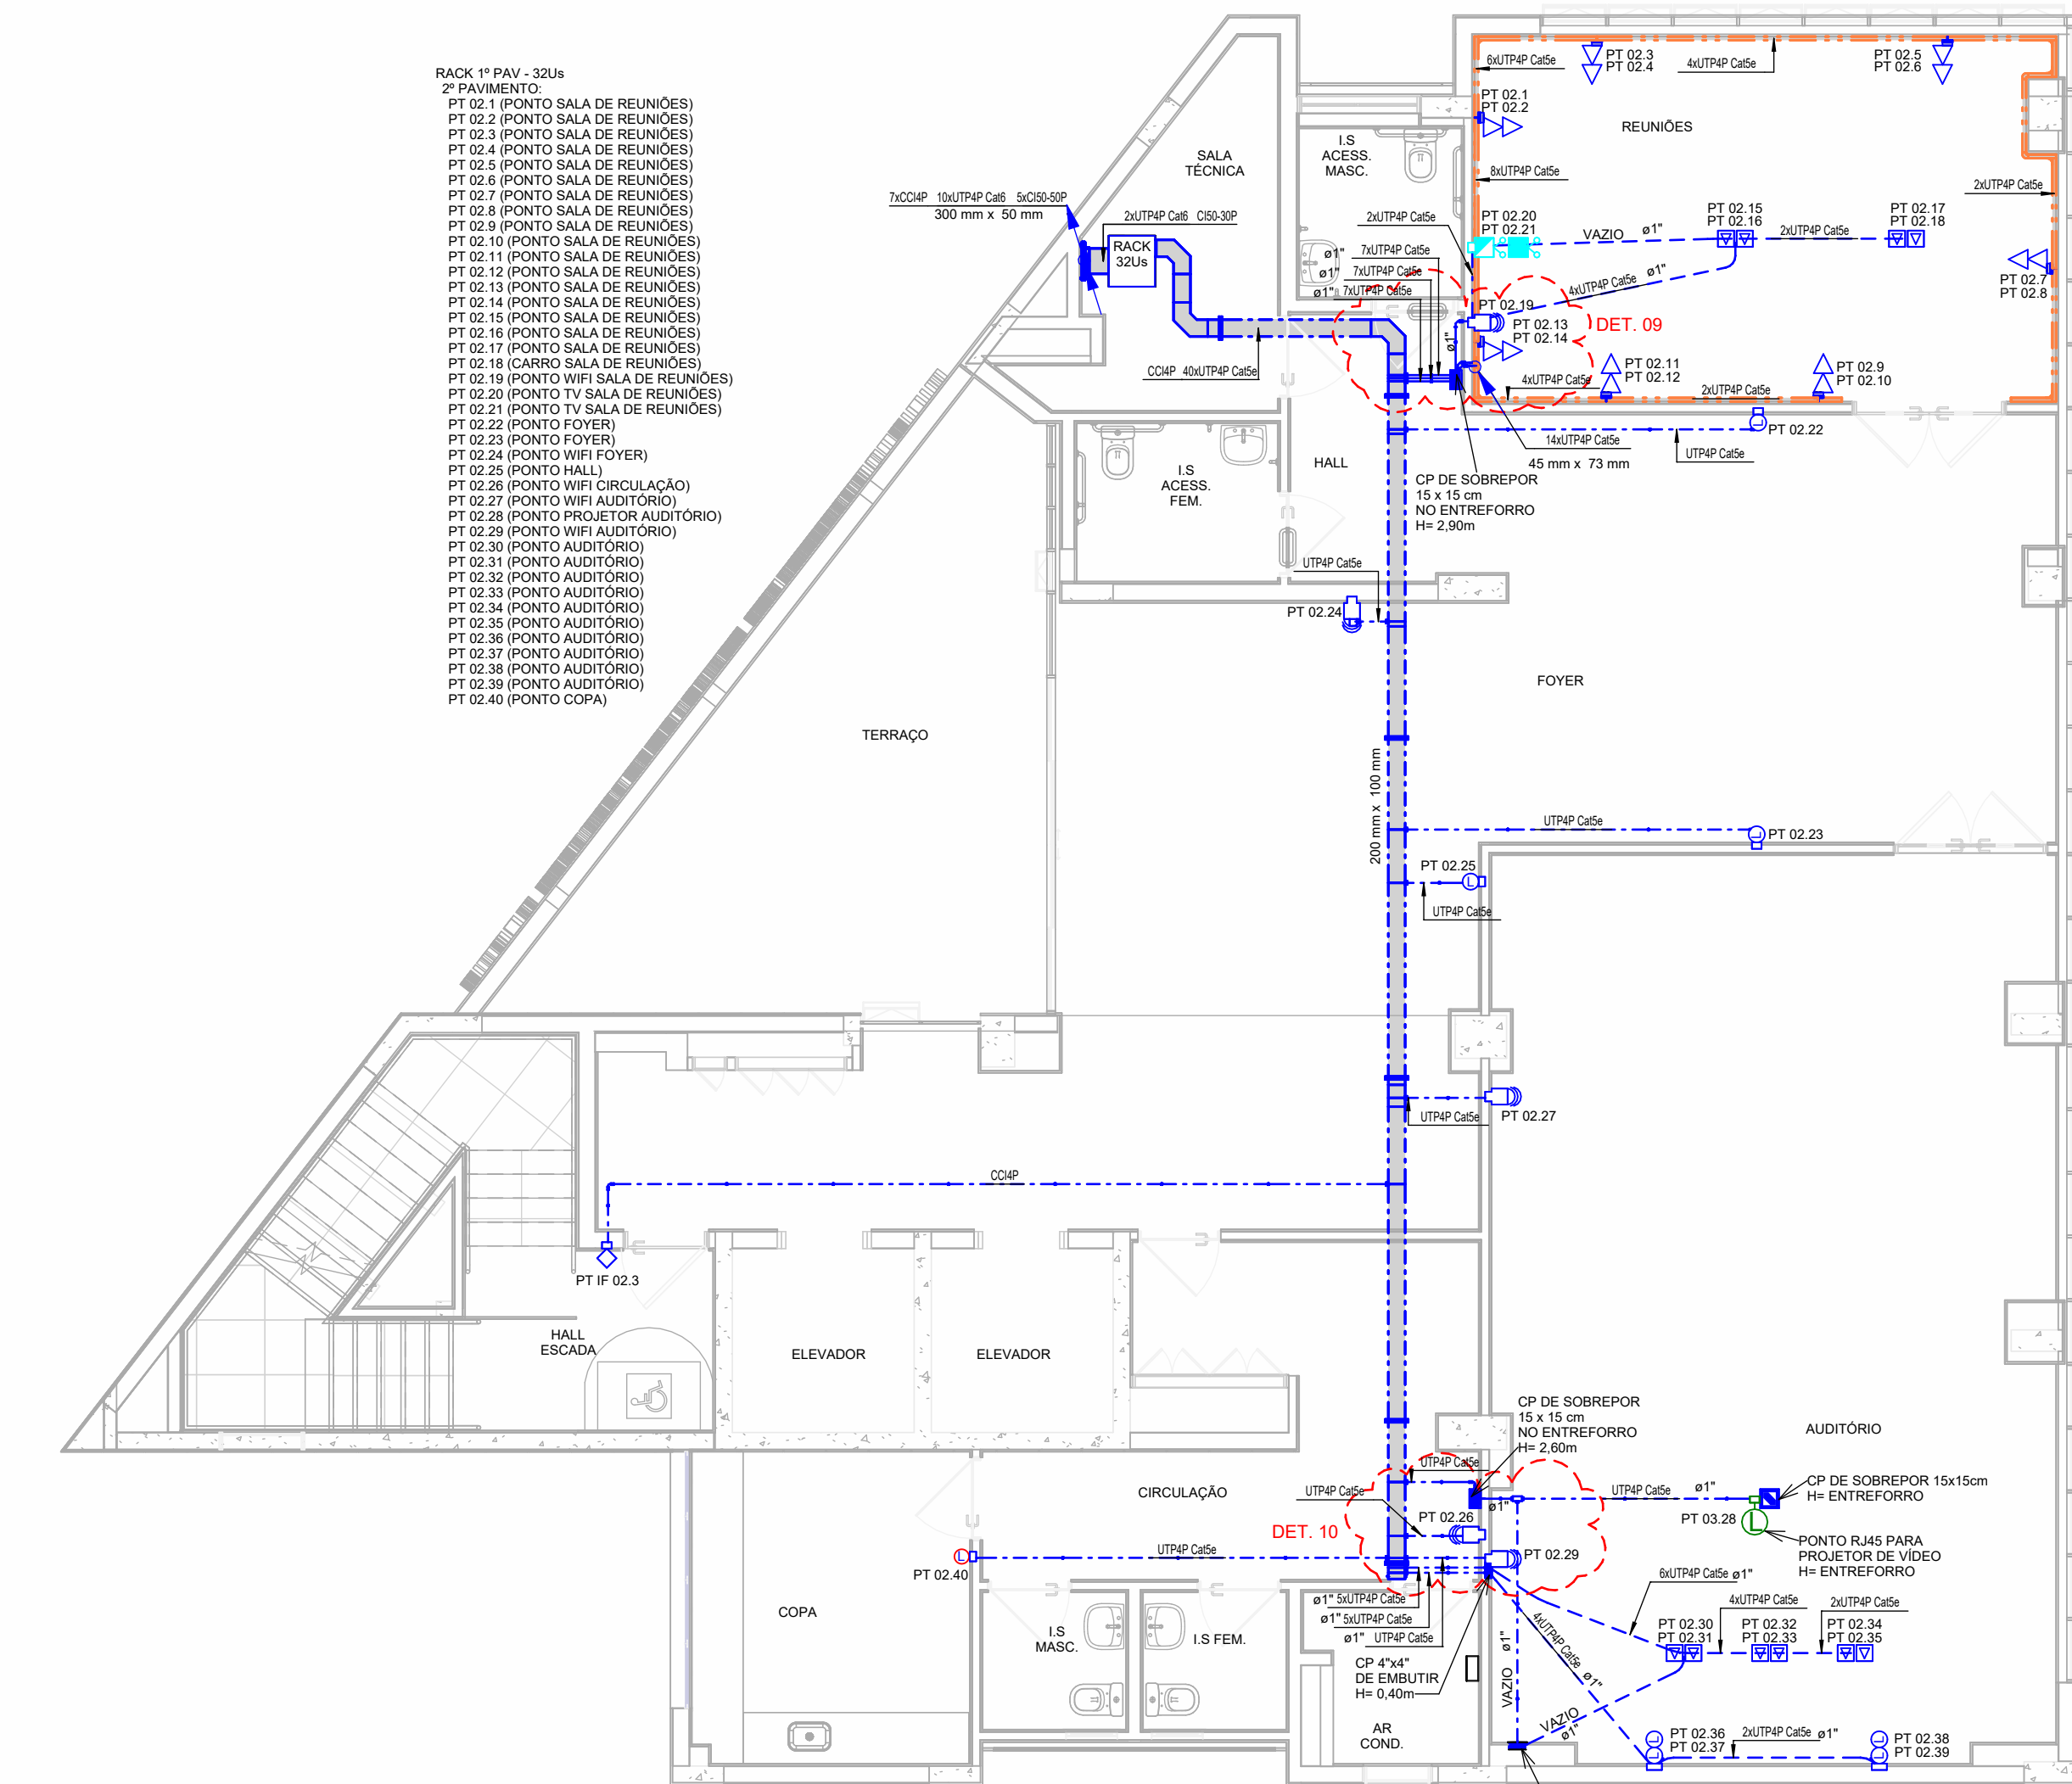 RACK 1º PAV - 32Us
2º PAVIMENTO:
PT 02.1 (PONTO SALA DE REUNIÕES)
PT 02.2 (PONTO SALA DE REUNIÕES)
PT 02.3 (PONTO SALA DE REUNIÕES)
PT 02.4 (PONTO SALA DE REUNIÕES)
PT 02.5 (PONTO SALA DE REUNIÕES)
PT 02.6 (PONTO SALA DE REUNIÕES)
PT 02.7 (PONTO SALA DE REUNIÕES)
PT 02.8 (PONTO SALA DE REUNIÕES)
PT 02.9 (PONTO SALA DE REUNIÕES)
PT 02.10 (PONTO SALA DE REUNIÕES)
PT 02.11 (PONTO SALA DE REUNIÕES)
PT 02.12 (PONTO SALA DE REUNIÕES)
PT 02.13 (PONTO SALA DE REUNIÕES)
PT 02.14 (PONTO SALA DE REUNIÕES)
PT 02.15 (PONTO SALA DE REUNIÕES)
PT 02.16 (PONTO SALA DE REUNIÕES)
PT 02.17 (PONTO SALA DE REUNIÕES)
PT 02.18 (CARRO SALA DE REUNIÕES)
PT 02.19 (PONTO WIFI SALA DE REUNIÕES)
PT 02.20 (PONTO TV SALA DE REUNIÕES)
PT 02.21 (PONTO TV SALA DE REUNIÕES)
PT 02.22 (PONTO FOYER)
PT 02.23 (PONTO FOYER)
PT 02.24 (PONTO WIFI FOYER)
PT 02.25 (PONTO HALL)
PT 02.26 (PONTO WIFI CIRCULAÇÃO)
PT 02.27 (PONTO WIFI AUDITÓRIO)
PT 02.28 (PONTO PROJETOR AUDITÓRIO)
PT 02.29 (PONTO WIFI AUDITÓRIO)
PT 02.30 (PONTO AUDITÓRIO)
PT 02.31 (PONTO AUDITÓRIO)
PT 02.32 (PONTO AUDITÓRIO)
PT 02.33 (PONTO AUDITÓRIO)
PT 02.34 (PONTO AUDITÓRIO)
PT 02.35 (PONTO AUDITÓRIO)
PT 02.36 (PONTO AUDITÓRIO)
PT 02.37 (PONTO AUDITÓRIO)
PT 02.38 (PONTO AUDITÓRIO)
PT 02.39 (PONTO AUDITÓRIO)
PT 02.40 (PONTO COPA)
6xUTP4P Cat5e
PT 02.3
PT 02.4
4xUTP4P Cat5e
PT 02.5
PT 02.6
PT 02.1
PT 02.2
REUNIÕES
I.S
ACESS.
MASC.
SALA
TÉCNICA
8xUTP4P Cat5e
2xUTP4P Cat5e
7xCCI4P 10xUTP4P Cat6 5xCI50-50P
300 mm x 50 mm
2xUTP4P Cat6 CI50-30P
RACK
32Us
2xUTP4P Cat5e
PT 02.20
PT 02.21
VAZIO ø1"
PT 02.15
PT 02.16
2xUTP4P Cat5e
PT 02.17
PT 02.18
ø1"
7xUTP4P Cat5e
ø1"
7xUTP4P Cat5e
ø1" 7xUTP4P Cat5e
4xUTP4P Cat5e ø1"
PT 02.7
PT 02.8
PT 02.19
PT 02.13
PT 02.14
DET. 09
ø1"
CCI4P 40xUTP4P Cat5e
PT 02.11
PT 02.12
PT 02.9
PT 02.10
4xUTP4P Cat5e
2xUTP4P Cat5e
PT 02.22
UTP4P Cat5e
14xUTP4P Cat5e
45 mm x 73 mm
HALL
I.S
ACESS.
FEM.
CP DE SOBREPOR
15 x 15 cm
NO ENTREFORRO
H= 2,90m
UTP4P Cat5e
PT 02.24
L
FOYER
TERRAÇO
200 mm x 100 mm
UTP4P Cat5e
L
PT 02.23
PT 02.25
L
UTP4P Cat5e
UTP4P Cat5e
PT 02.27
CCI4P
PT IF 02.3
HALL
ESCADA
ELEVADOR
ELEVADOR
CP DE SOBREPOR
15 x 15 cm
NO ENTREFORRO
H= 2,60m
AUDITÓRIO
UTP4P Cat5e
CIRCULAÇÃO
UTP4P Cat5e
ø1"
UTP4P Cat5e ø1"
CP DE SOBREPOR 15x15cm
H= ENTREFORRO
PT 03.28
L
DET. 10
PT 02.26
PONTO RJ45 PARA
PROJETOR DE VÍDEO
H= ENTREFORRO
UTP4P Cat5e
L
PT 02.40
PT 02.29
6xUTP4P Cat5e ø1"
ø1" 5xUTP4P Cat5e
ø1" 5xUTP4P Cat5e
ø1" UTP4P Cat5e
4xUTP4P Cat5e
2xUTP4P Cat5e
4xUTP4P Cat5e ø1"
PT 02.30
PT 02.31
PT 02.32
PT 02.33
PT 02.34
PT 02.35
COPA
I.S
MASC.
I.S FEM.
CP 4"x4"
DE EMBUTIR
H= 0,40m
VAZIO ø1"
VAZIO
ø1"
AR
COND.
L
L
PT 02.36
PT 02.37
2xUTP4P Cat5e ø1"
L
L
PT 02.38
PT 02.39